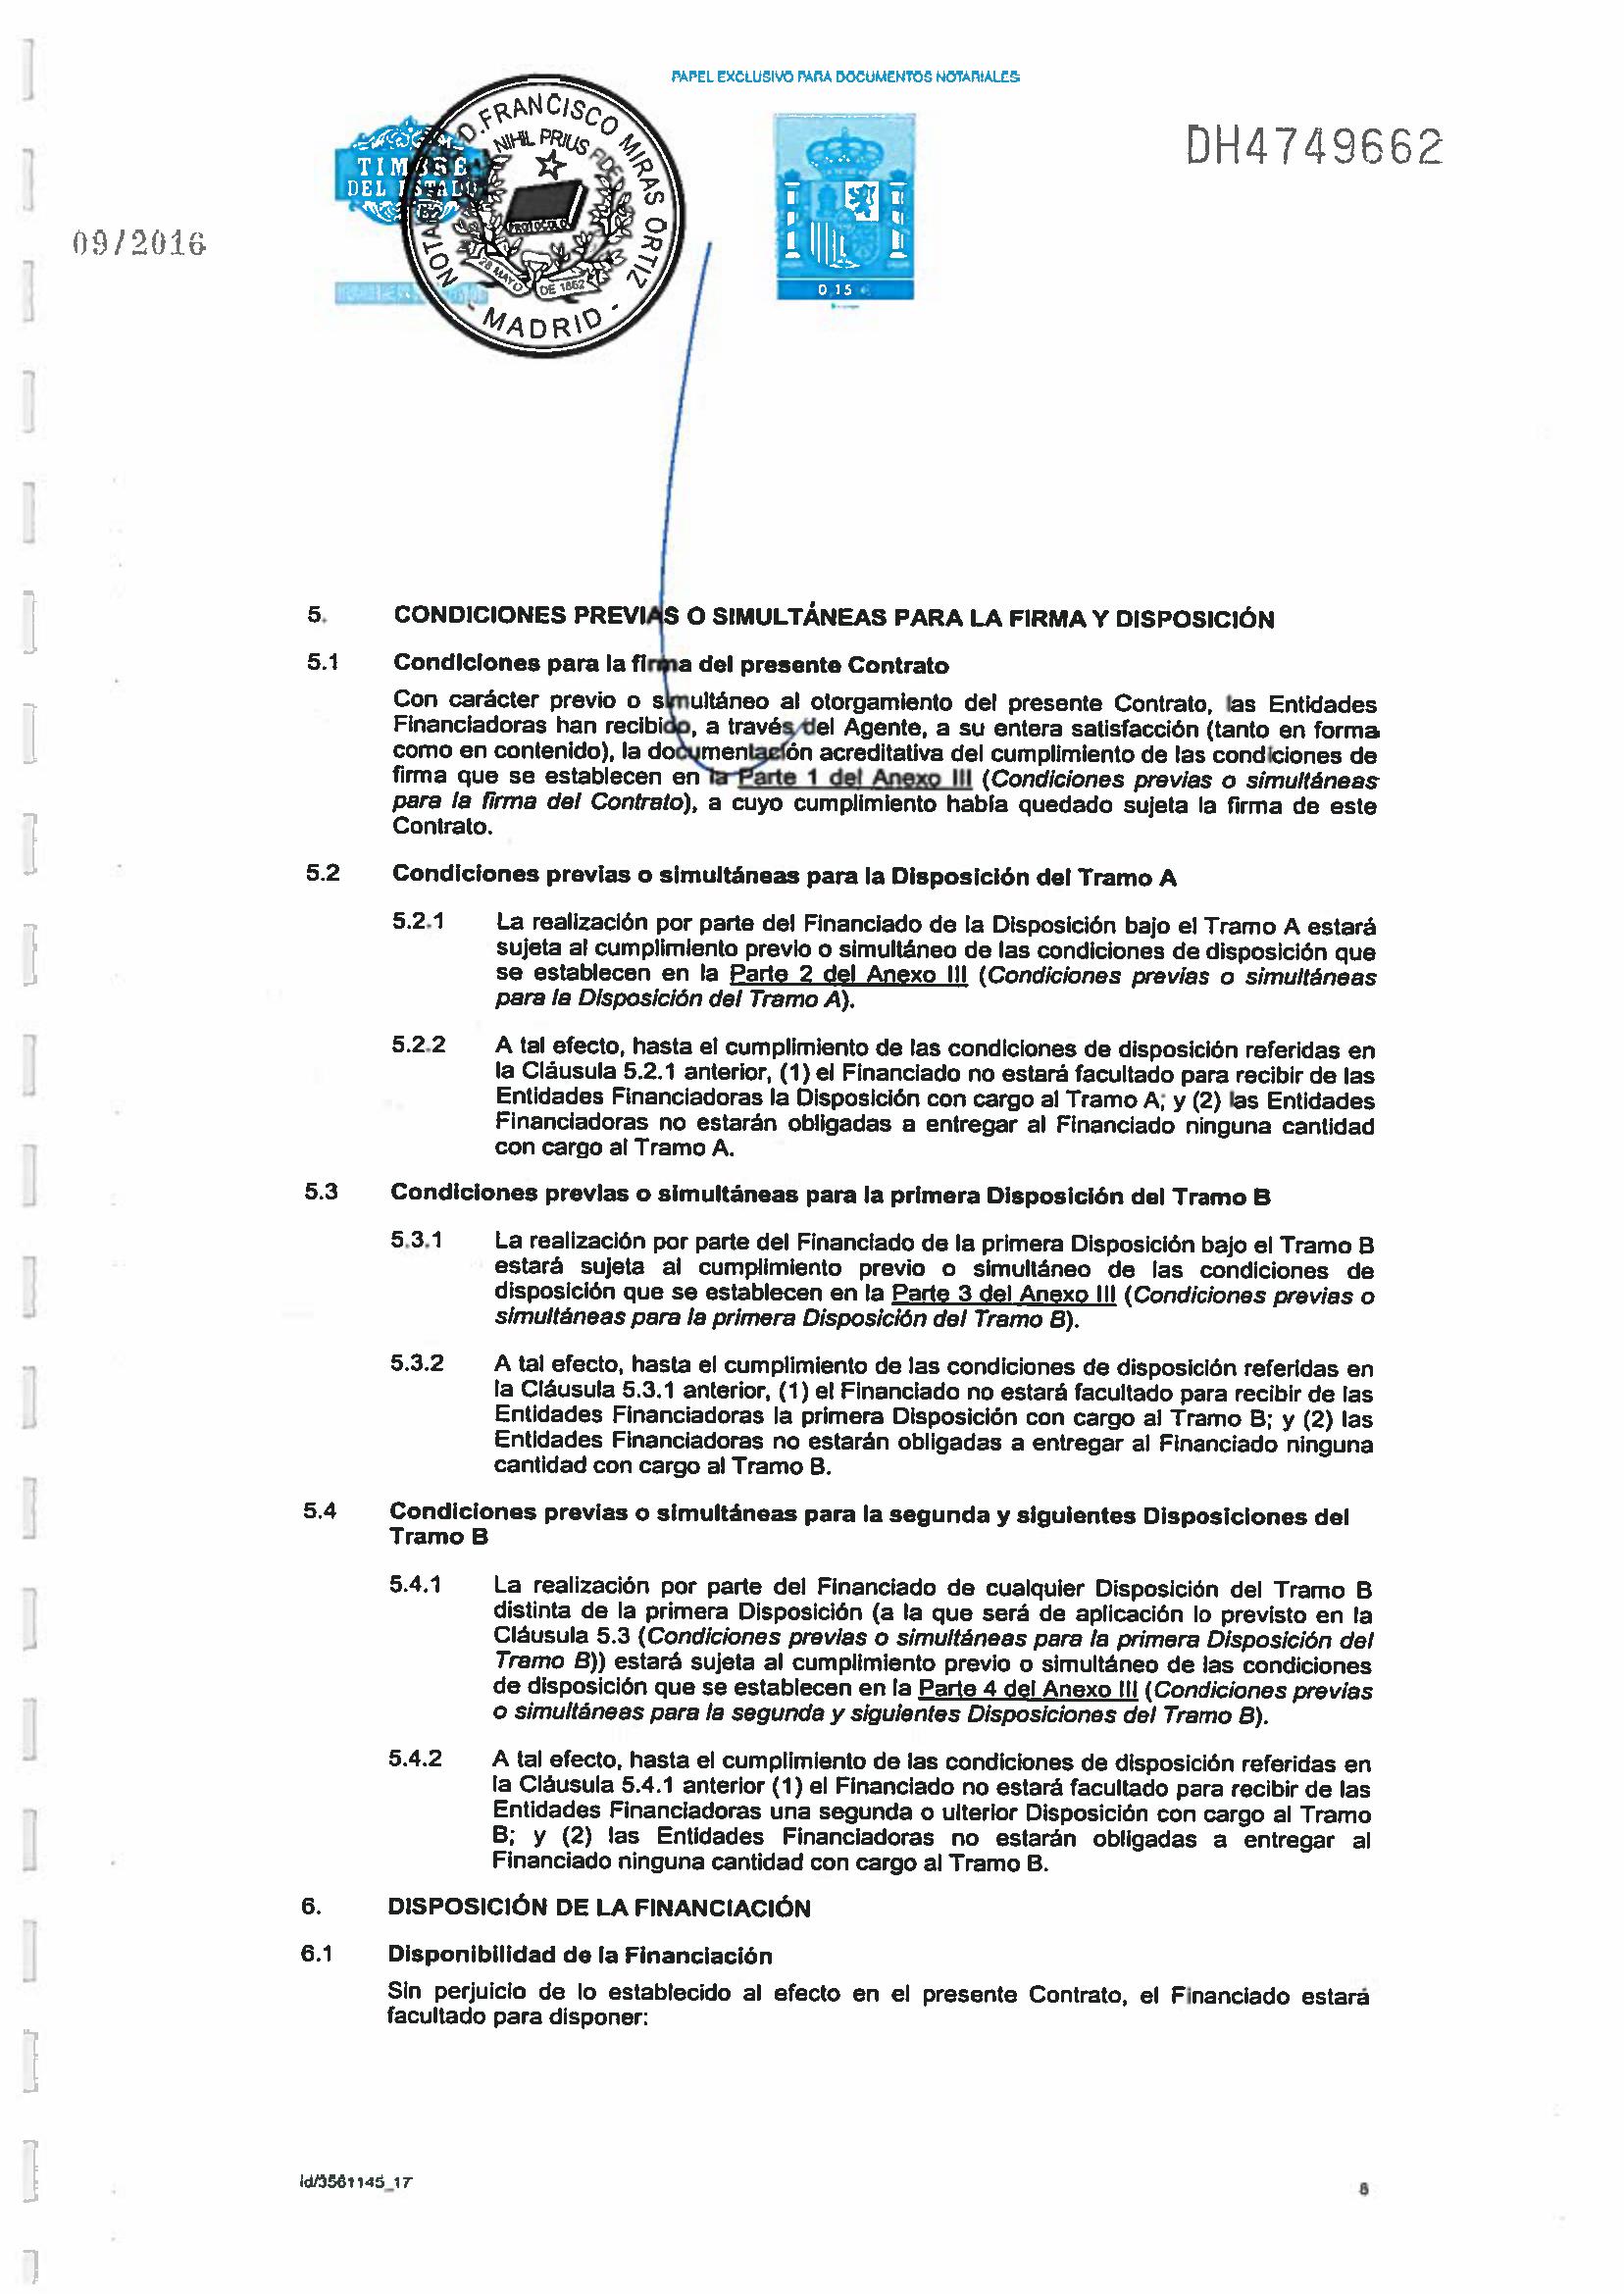 PAPEL EXCLUSIVO PARA DOCUMENTOS NOTARIALES
DH4749662
09/2016
TIMBRE
DEL ESTADO
NOTARIA D. FRANCISCO MIRAS ORTIZ
- MADRID -
NIHIL PRIUS FIDE
PROTOCOLO
28 MAYO DE 1862
0,15 €
5. CONDICIONES PREVIAS O SIMULTÁNEAS PARA LA FIRMA Y DISPOSICIÓN
5.1 Condiciones para la firma del presente Contrato
Con carácter previo o simultáneo al otorgamiento del presente Contrato, las Entidades
Financiadoras han recibido, a través del Agente, a su entera satisfacción (tanto en forma
como en contenido), la documentación acreditativa del cumplimiento de las condiciones de
firma que se establecen en la Parte 1 del Anexo III (Condiciones previas o simultáneas
para la firma del Contrato), a cuyo cumplimiento había quedado sujeta la firma de este
Contrato.
5.2 Condiciones previas o simultáneas para la Disposición del Tramo A
5.2.1 La realización por parte del Financiado de la Disposición bajo el Tramo A estará
sujeta al cumplimiento previo o simultáneo de las condiciones de disposición que
se establecen en la Parte 2 del Anexo III (Condiciones previas o simultáneas
para la Disposición del Tramo A).
5.2.2 A tal efecto, hasta el cumplimiento de las condiciones de disposición referidas en
la Cláusula 5.2.1 anterior, (1) el Financiado no estará facultado para recibir de las
Entidades Financiadoras la Disposición con cargo al Tramo A; y (2) las Entidades
Financiadoras no estarán obligadas a entregar al Financiado ninguna cantidad
con cargo al Tramo A.
5.3 Condiciones previas o simultáneas para la primera Disposición del Tramo B
5.3.1 La realización por parte del Financiado de la primera Disposición bajo el Tramo B
estará sujeta al cumplimiento previo o simultáneo de las condiciones de
disposición que se establecen en la Parte 3 del Anexo III (Condiciones previas o
simultáneas para la primera Disposición del Tramo B).
5.3.2 A tal efecto, hasta el cumplimiento de las condiciones de disposición referidas en
la Cláusula 5.3.1 anterior, (1) el Financiado no estará facultado para recibir de las
Entidades Financiadoras la primera Disposición con cargo al Tramo B; y (2) las
Entidades Financiadoras no estarán obligadas a entregar al Financiado ninguna
cantidad con cargo al Tramo B.
5.4 Condiciones previas o simultáneas para la segunda y siguientes Disposiciones del
Tramo B
5.4.1 La realización por parte del Financiado de cualquier Disposición del Tramo B
distinta de la primera Disposición (a la que será de aplicación lo previsto en la
Cláusula 5.3 (Condiciones previas o simultáneas para la primera Disposición del
Tramo B)) estará sujeta al cumplimiento previo o simultáneo de las condiciones
de disposición que se establecen en la Parte 4 del Anexo III (Condiciones previas
o simultáneas para la segunda y siguientes Disposiciones del Tramo B).
5.4.2 A tal efecto, hasta el cumplimiento de las condiciones de disposición referidas en
la Cláusula 5.4.1 anterior (1) el Financiado no estará facultado para recibir de las
Entidades Financiadoras una segunda o ulterior Disposición con cargo al Tramo
B; y (2) las Entidades Financiadoras no estarán obligadas a entregar al
Financiado ninguna cantidad con cargo al Tramo B.
6. DISPOSICIÓN DE LA FINANCIACIÓN
6.1 Disponibilidad de la Financiación
Sin perjuicio de lo establecido al efecto en el presente Contrato, el Financiado estará
facultado para disponer:
id/3561145_17
8